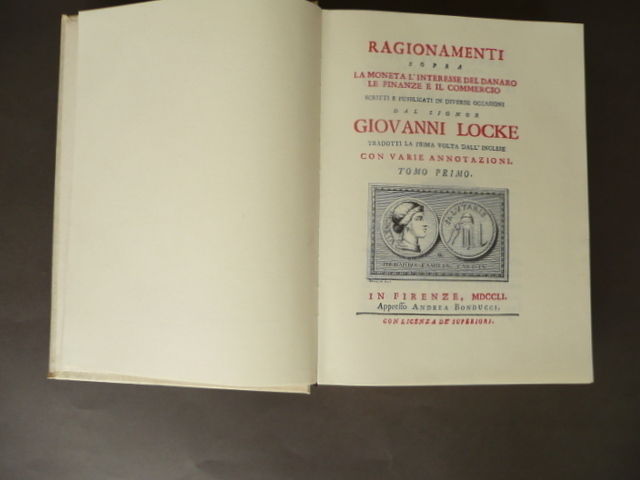 RAGIONAMENTI
SOPRA
LA MONETA L'INTERESSE DEL DANARO
LE FINANZE E IL COMMERCIO
SCRITTI E PUBBLICATI IN DIVERSE OCCASIONI
DAL SIGNOR
GIOVANNI LOCKE
TRADOTTI LA PRIMA VOLTA DALL' INGLESE
CON VARIE ANNOTAZIONI.
TOMO PRIMO.
IN FIRENZE, MDCCLI.
Appresso ANDREA BONDUCCI.
CON LICENZA DE' SUPERIORI.